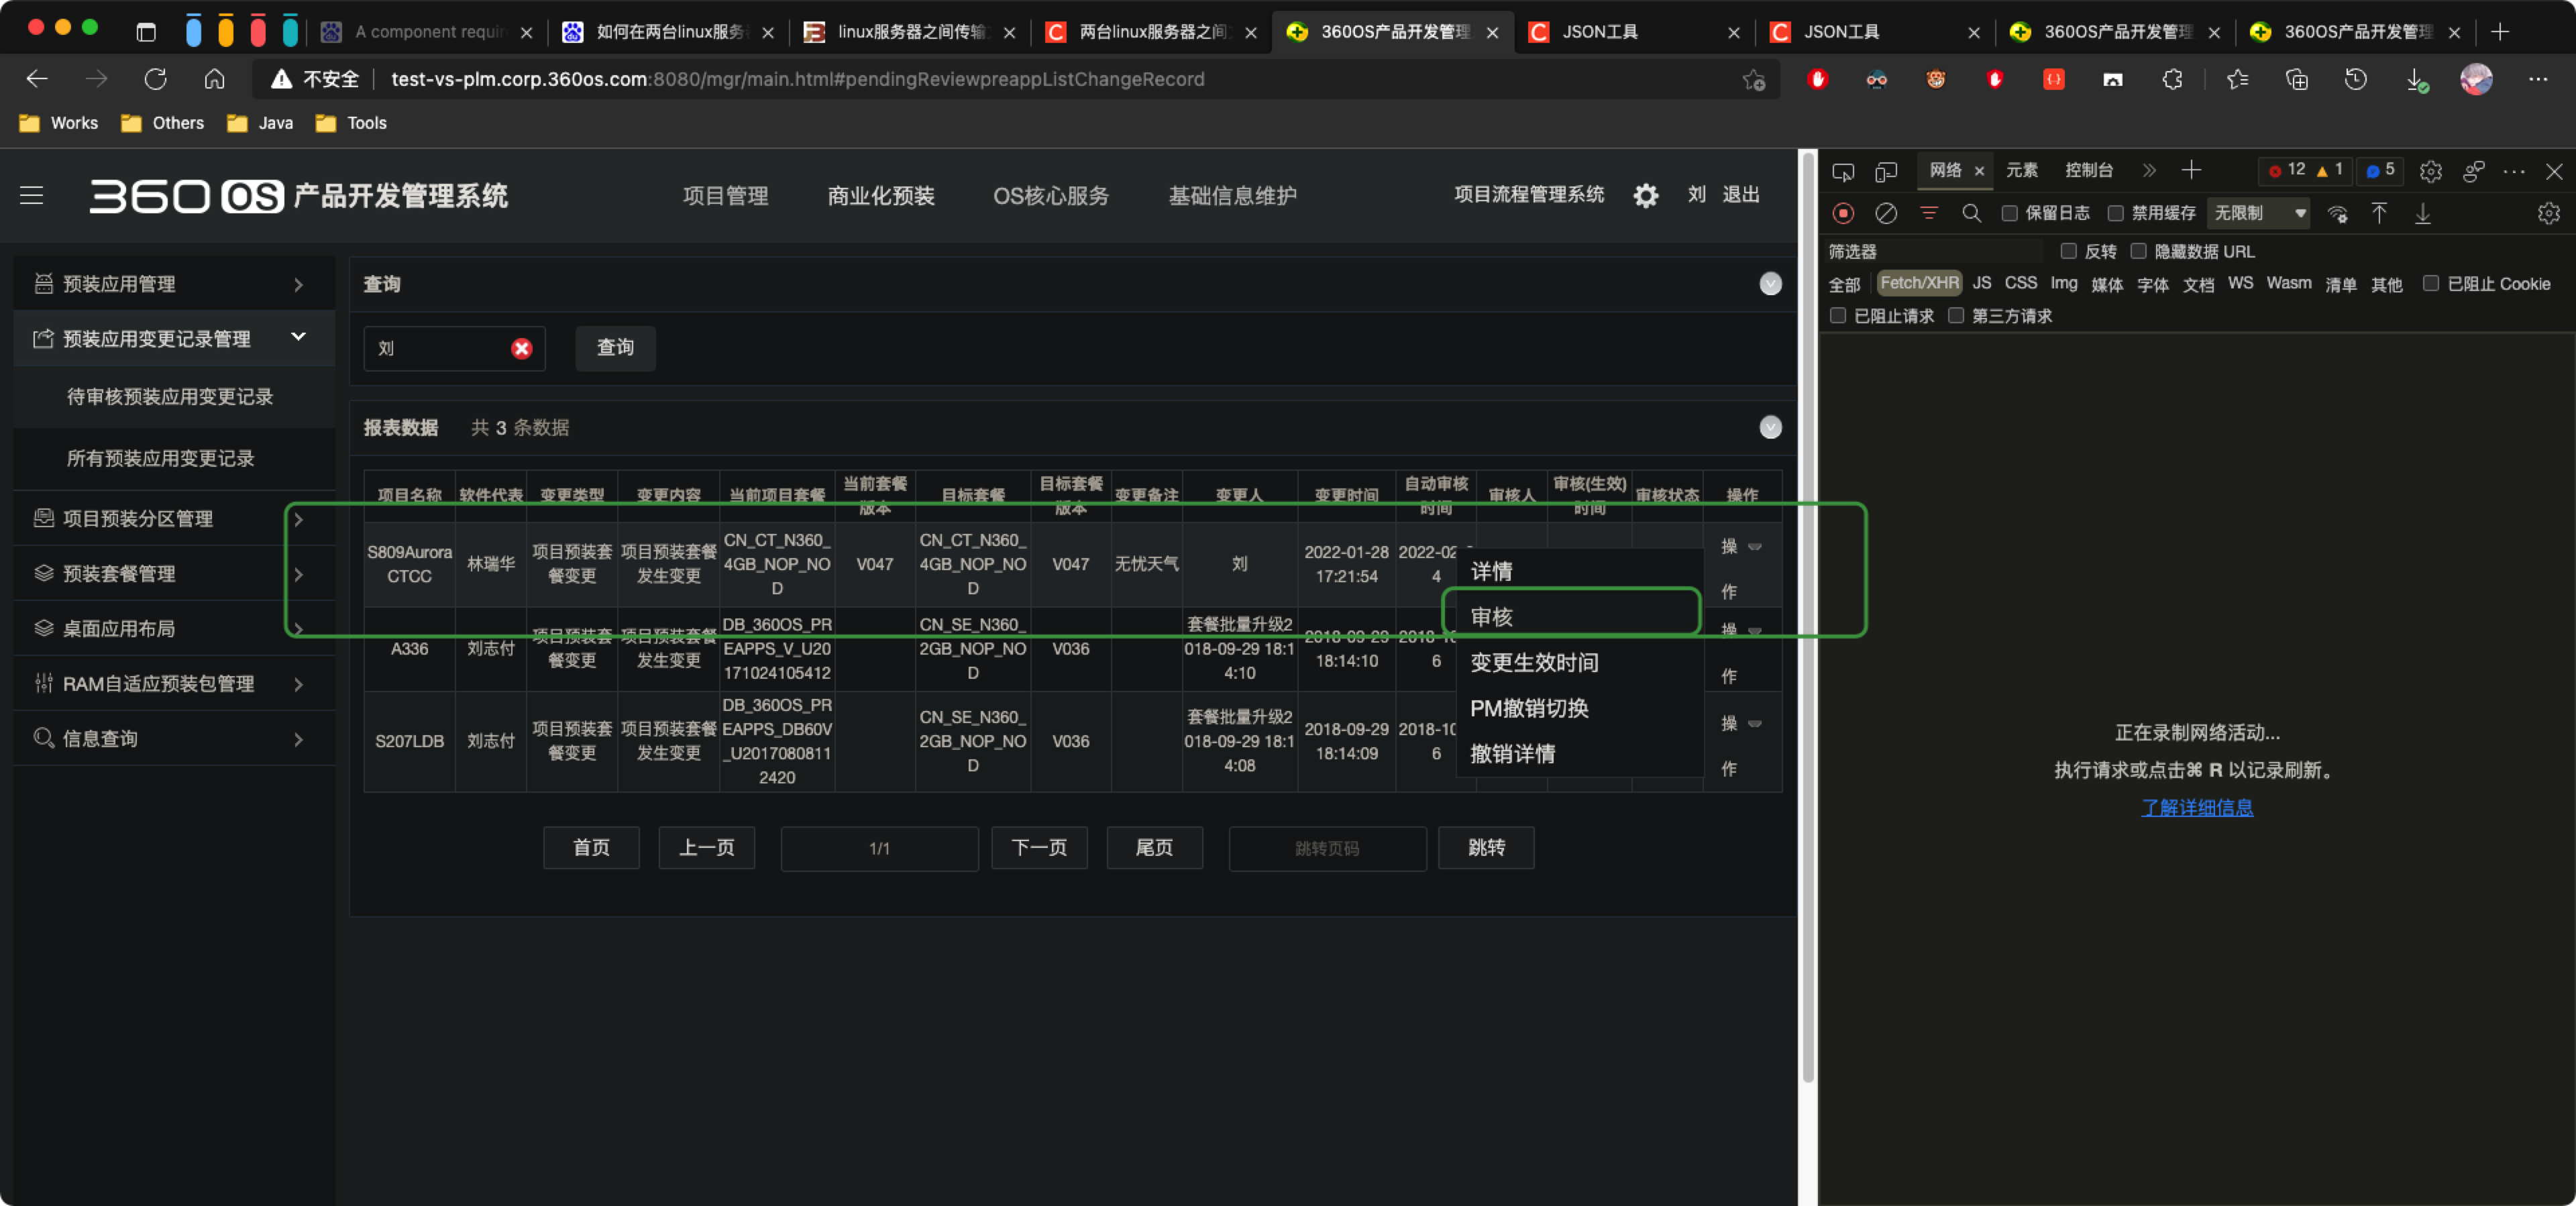 A component requir
如何在两台linux服务
linux服务器之间传输
两台linux服务器之间
360OS产品开发管理
JSON工具
JSON工具
360OS产品开发管理
360OS产品开发管理
不安全
test-vs-plm.corp.360os.com:8080/mgr/main.html#pendingReviewpreappListChangeRecord
Works
Others
Java
Tools
360 OS 产品开发管理系统
项目管理
商业化预装
OS核心服务
基础信息维护
项目流程管理系统
刘
退出
预装应用管理
预装应用变更记录管理
待审核预装应用变更记录
所有预装应用变更记录
项目预装分区管理
预装套餐管理
桌面应用布局
RAM自适应预装包管理
信息查询
查询
刘
查询
报表数据 共 3 条数据
项目名称
软件代表
变更类型
变更内容
当前项目套餐
当前套餐
版本
目标套餐
目标套餐
版本
变更备注
变更人
变更时间
自动审核
时间
审核人
审核(生效)
时间
审核状态
操作
S809Aurora
CTCC
林瑞华
项目预装套
餐变更
项目预装套餐
发生变更
CN_CT_N360_
4GB_NOP_NO
D
V047
CN_CT_N360_
4GB_NOP_NO
D
V047
无忧天气
刘
2022-01-28
17:21:54
2022-02
4
操
作
A336
刘志付
项目预装套
餐变更
项目预装套餐
发生变更
DB_360OS_PR
EAPPS_V_U20
171024105412
CN_SE_N360_
2GB_NOP_NO
D
V036
套餐批量升级2
018-09-29 18:1
4:10
2018-09-29
18:14:10
2018-10
6
操
作
S207LDB
刘志付
项目预装套
餐变更
项目预装套餐
发生变更
DB_360OS_PR
EAPPS_DB60V
_U2017080811
2420
CN_SE_N360_
2GB_NOP_NO
D
V036
套餐批量升级2
018-09-29 18:1
4:08
2018-09-29
18:14:09
2018-10
6
操
作
详情
审核
变更生效时间
PM撤销切换
撤销详情
首页
上一页
1/1
下一页
尾页
跳转页码
跳转
网络
元素
控制台
12
1
5
保留日志
禁用缓存
无限制
筛选器
反转
隐藏数据 URL
全部
Fetch/XHR
JS
CSS
Img
媒体
字体
文档
WS
Wasm
清单
其他
已阻止 Cookie
已阻止请求
第三方请求
正在录制网络活动...
执行请求或点击⌘ R 以记录刷新。
了解详细信息